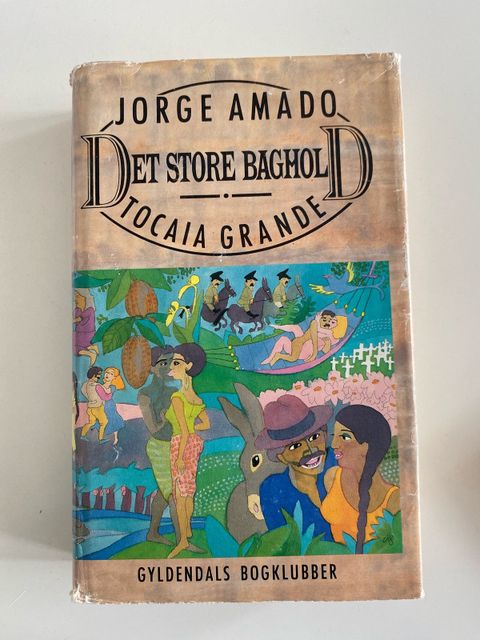 JORGE AMADO
DET STORE BAGHOLD
TOCAIA GRANDE
GYLDENDALS BOGKLUBBER